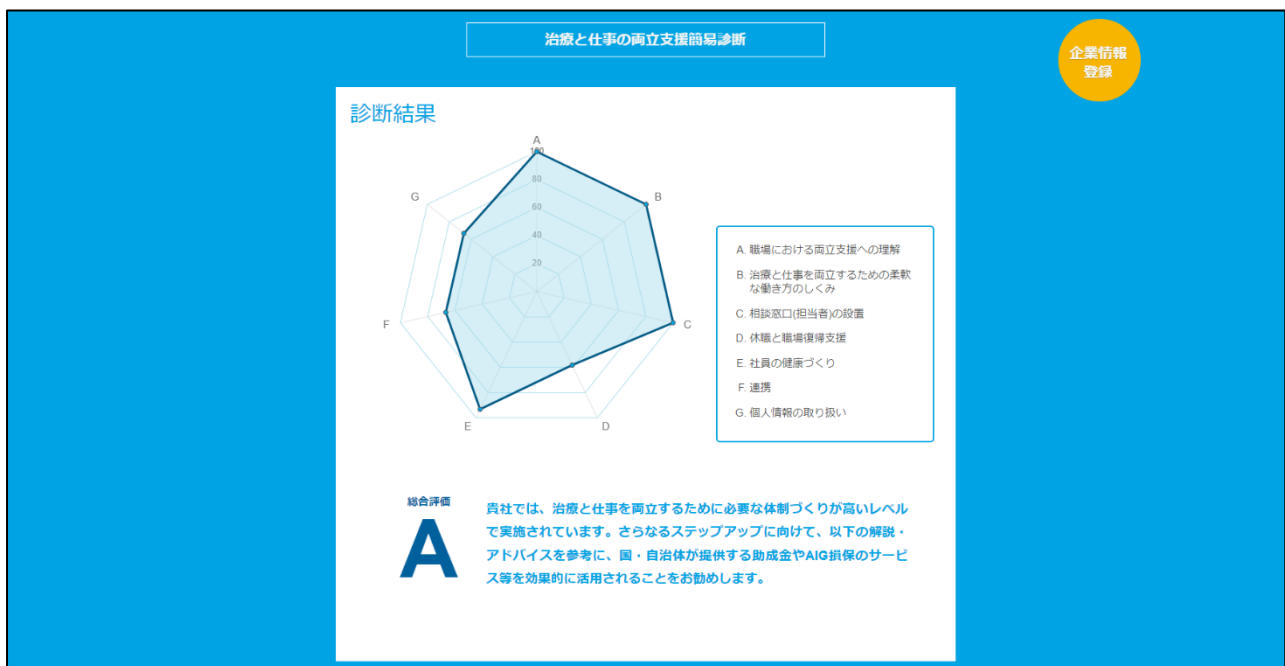 治療と仕事の両立支援簡易診断
企業情報
登録
診断結果
A
100
80
60
40
20
B
C
D
E
F
G
A. 職場における両立支援への理解
B. 治療と仕事を両立するための柔軟
な働き方のしくみ
C. 相談窓口(担当者)の設置
D. 休職と職場復帰支援
E. 社員の健康づくり
F. 連携
G. 個人情報の取り扱い
総合評価
A
貴社では、治療と仕事を両立するために必要な体制づくりが高いレベル
で実施されています。さらなるステップアップに向けて、以下の解説・
アドバイスを参考に、国・自治体が提供する助成金やAIG損保のサービ
ス等を効果的に活用されることをお勧めします。